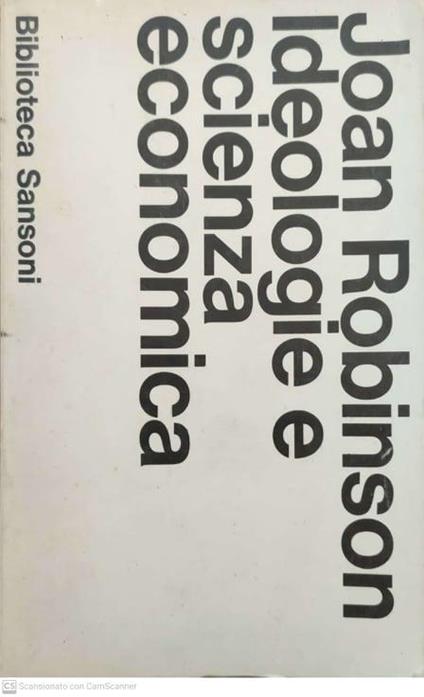 Joan Robinson
Ideologie e
scienza
economica
Biblioteca Sansoni
CS Scansionato con CamScanner